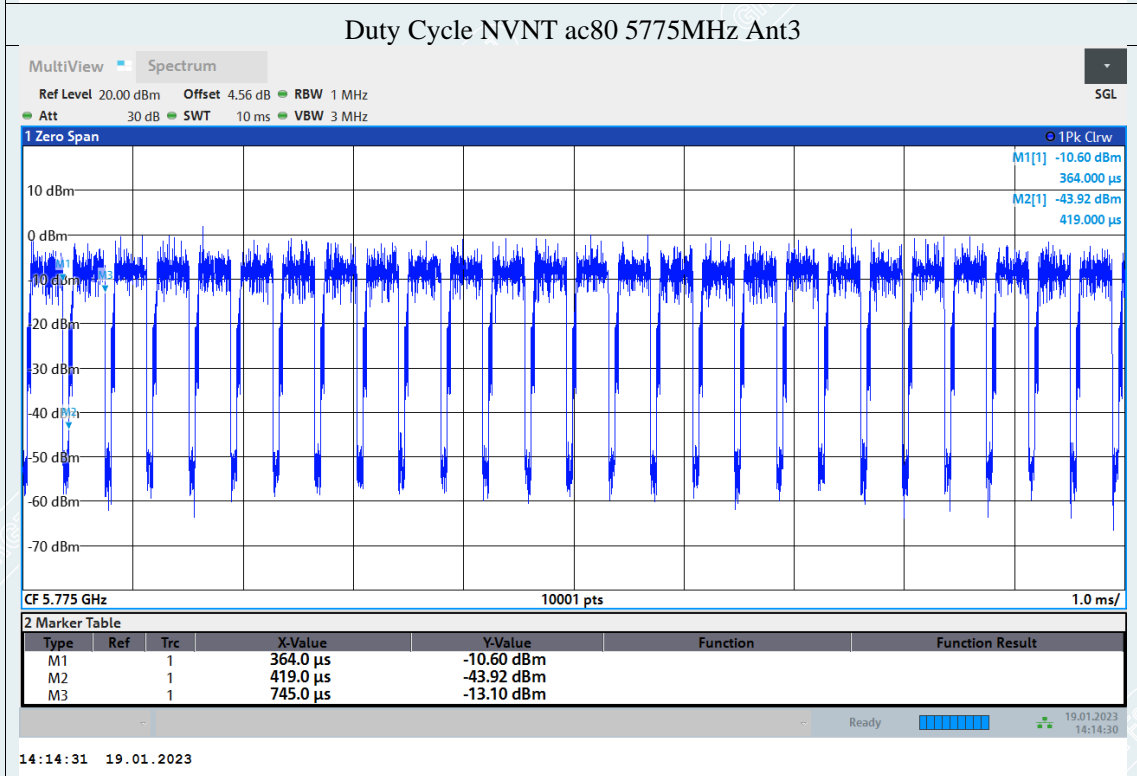 Duty Cycle NVNT ac80 5775MHz Ant3
MultiView Spectrum
Ref Level 20.00 dBm Offset 4.56 dB RBW 1 MHz SGL
Att 30 dB SWT 10 ms VBW 3 MHz
1 Zero Span 1Pk Clrw
M1[1] -10.60 dBm
364.000 µs
10 dBm
M2[1] -43.92 dBm
419.000 µs
0 dBm
M1
M3
-10 dBm
-20 dBm
-30 dBm
-40 dBm
M2
-50 dBm
-60 dBm
-70 dBm
CF 5.775 GHz 10001 pts 1.0 ms/
2 Marker Table
Type Ref Trc X-Value Y-Value Function Function Result
M1 1 364.0 µs -10.60 dBm
M2 1 419.0 µs -43.92 dBm
M3 1 745.0 µs -13.10 dBm
Ready 19.01.2023
14:14:30
14:14:31 19.01.2023